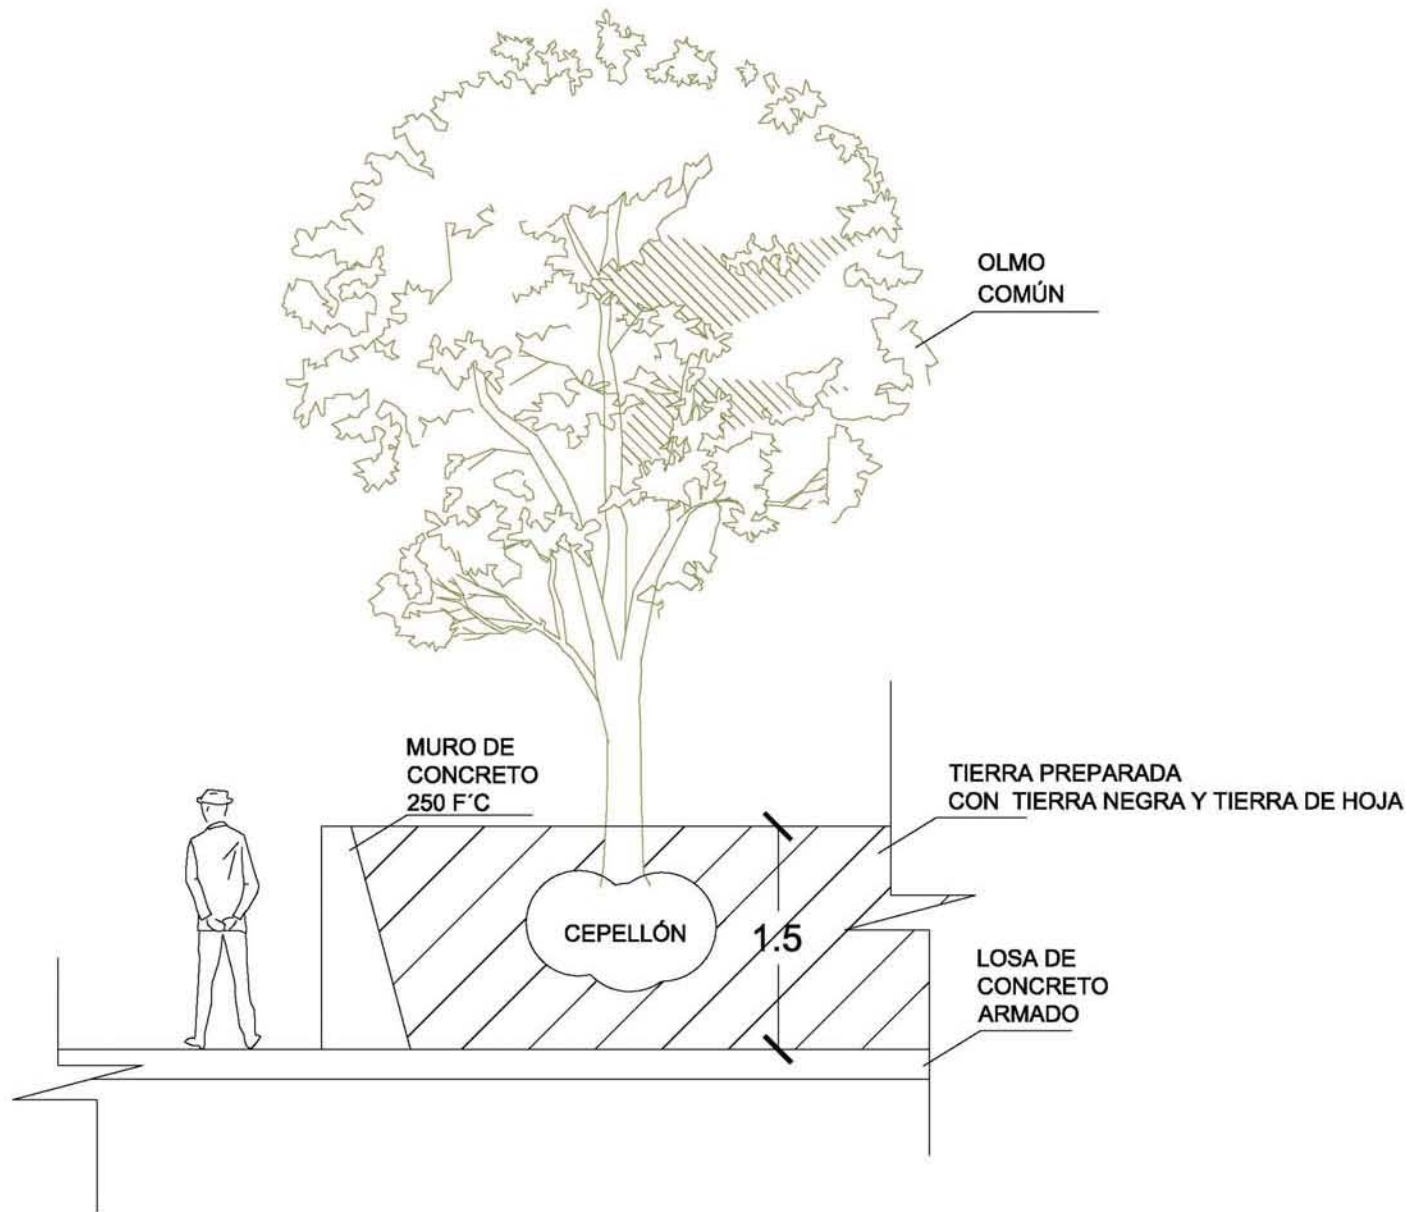 OLMO
COMÚN
MURO DE
CONCRETO
250 F´C
TIERRA PREPARADA
CON TIERRA NEGRA Y TIERRA DE HOJA
CEPELLÓN
1.5
LOSA DE
CONCRETO
ARMADO